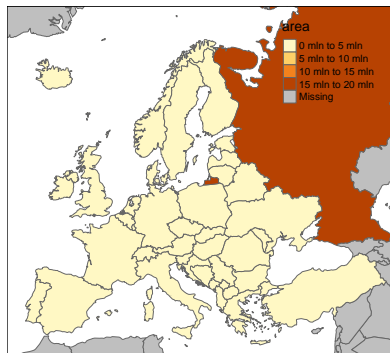 area
0 mln to 5 mln
5 mln to 10 mln
10 mln to 15 mln
15 mln to 20 mln
Missing